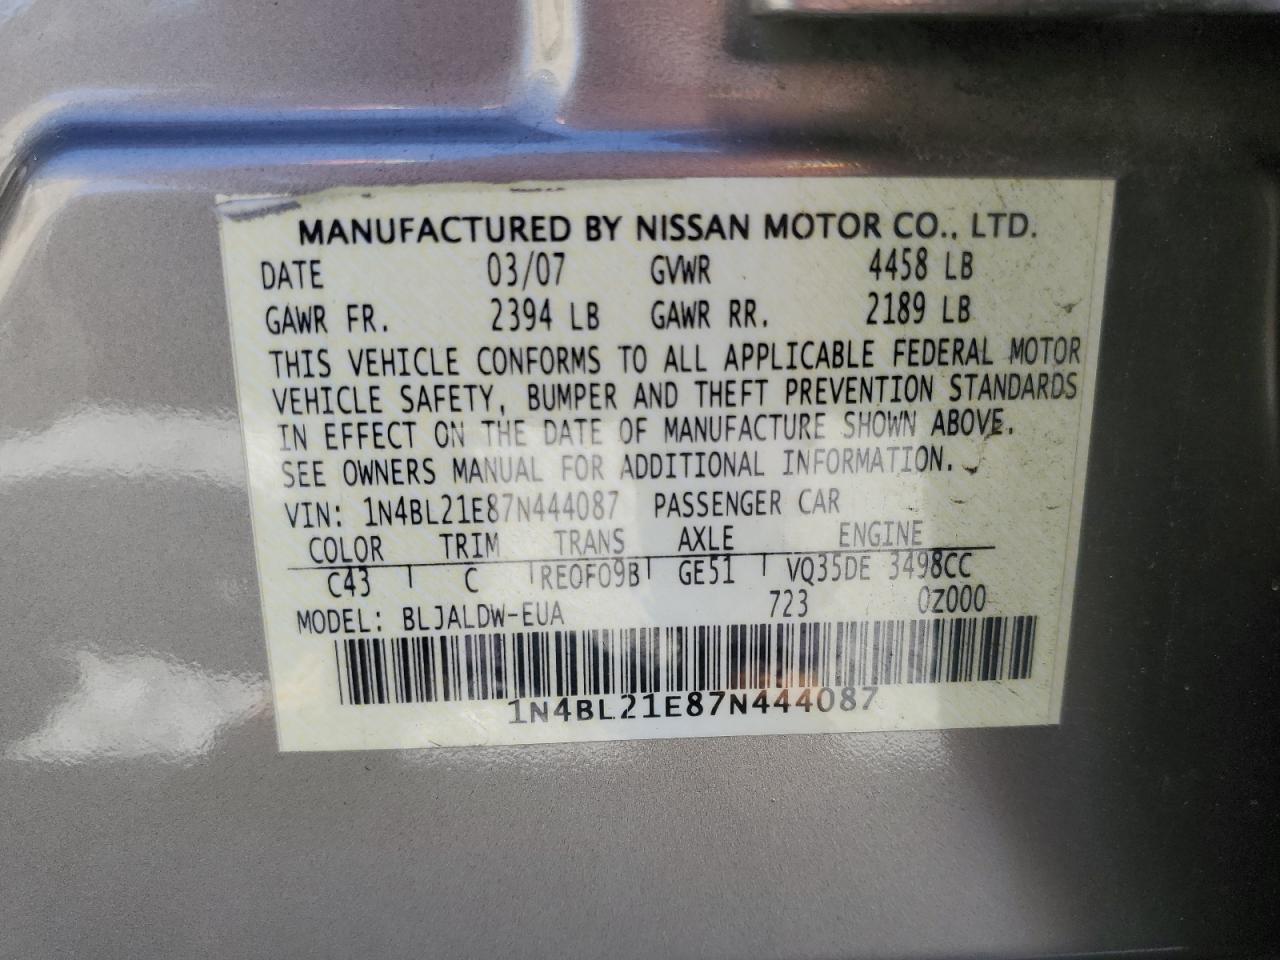 MANUFACTURED BY NISSAN MOTOR CO., LTD.
DATE 03/07 GVWR 4458 LB
GAWR FR. 2394 LB GAWR RR. 2189 LB
THIS VEHICLE CONFORMS TO ALL APPLICABLE FEDERAL MOTOR
VEHICLE SAFETY, BUMPER AND THEFT PREVENTION STANDARDS
IN EFFECT ON THE DATE OF MANUFACTURE SHOWN ABOVE.
SEE OWNERS MANUAL FOR ADDITIONAL INFORMATION.
VIN: 1N4BL21E87N444087 PASSENGER CAR
COLOR TRIM TRANS AXLE ENGINE
C43 C RE0F09B GE51 VQ35DE 3498CC
MODEL: BLJALDW-EUA 723 0Z000
1N4BL21E87N444087